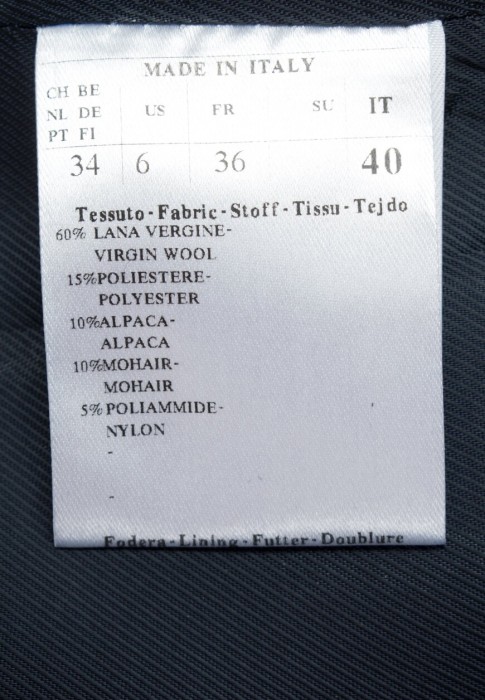 MADE IN ITALY
CH BE
NL DE US FR SU IT
PT FI
34 6 36 40
Tessuto-Fabric-Stoff-Tissu-Tejdo
60% LANA VERGINE-
VIRGIN WOOL
15%POLIESTERE-
POLYESTER
10%ALPACA-
ALPACA
10%MOHAIR-
MOHAIR
5% POLIAMMIDE-
NYLON
-
-
Fodera-Lining-Futter-Doublure